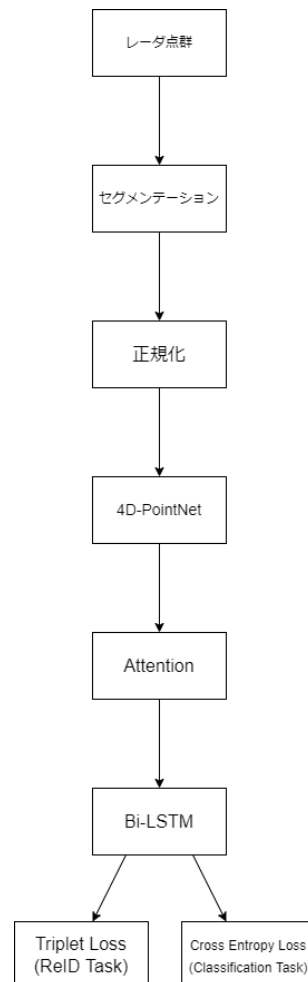 レーダ点群
セグメンテーション
正規化
4D-PointNet
Attention
Bi-LSTM
Triplet Loss
(ReID Task)
Cross Entropy Loss
(Classification Task)